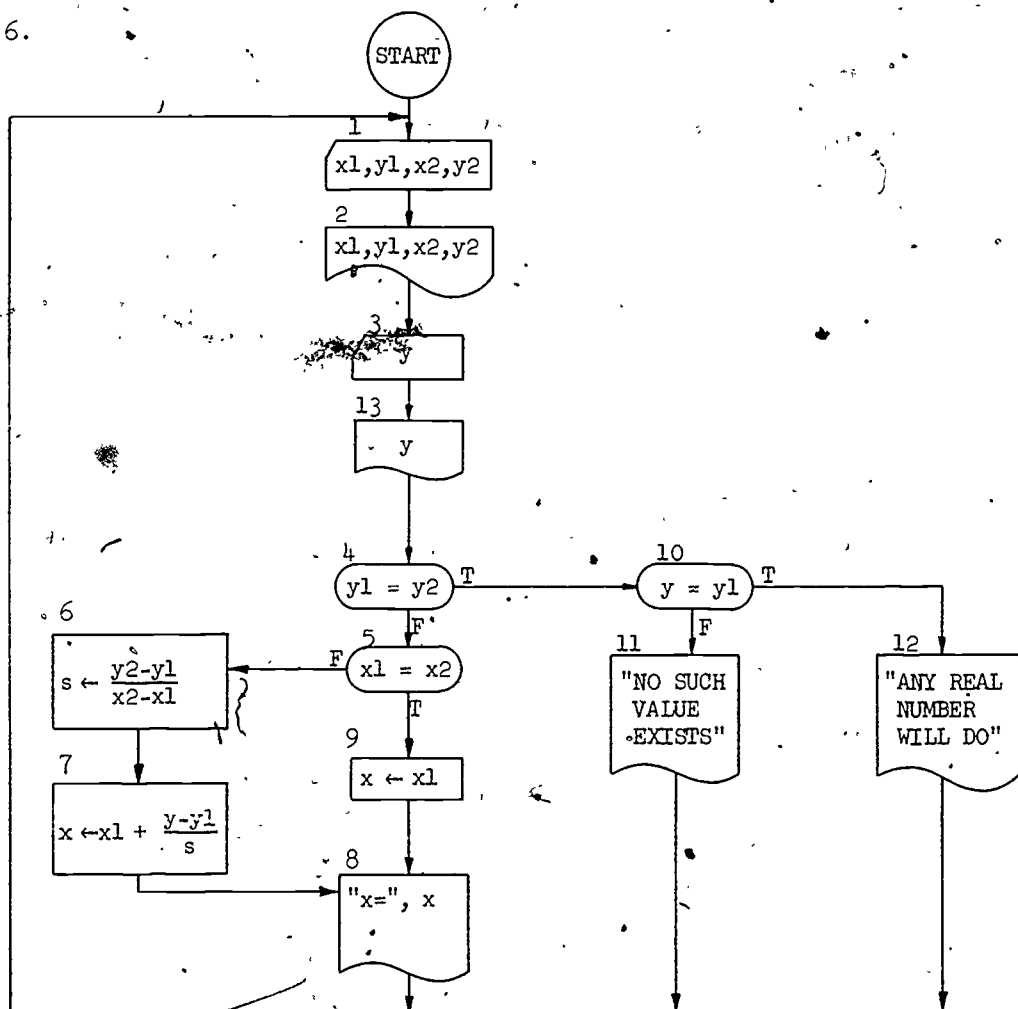 6.
START
1
x1,y1,x2,y2
2
x1,y1,x2,y2
3
y
13
y
4
y1 = y2
T
F
10
y = y1
T
F
5
x1 = x2
F
T
6
s ← y2-y1
x2-x1
7
x ← x1 + y-y1
s
9
x ← x1
8
"x=", x
11
"NO SUCH
VALUE
EXISTS"
12
"ANY REAL
NUMBER
WILL DO"